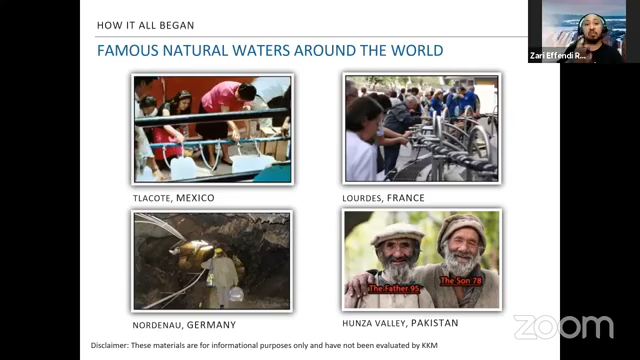 HOW IT ALL BEGAN
FAMOUS NATURAL WATERS AROUND THE WORLD
Zari Effendi R...
TLACOTE, MEXICO
LOURDES, FRANCE
The Father 95
The Son 78
NORDENAU, GERMANY
HUNZA VALLEY, PAKISTAN
zoom
Disclaimer: These materials are for informational purposes only and have not been evaluated by KKM